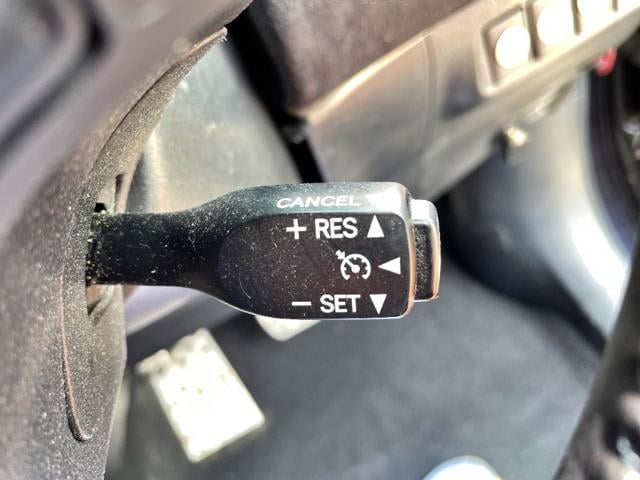 CANCEL
+ RES ▲
◀
− SET ▼